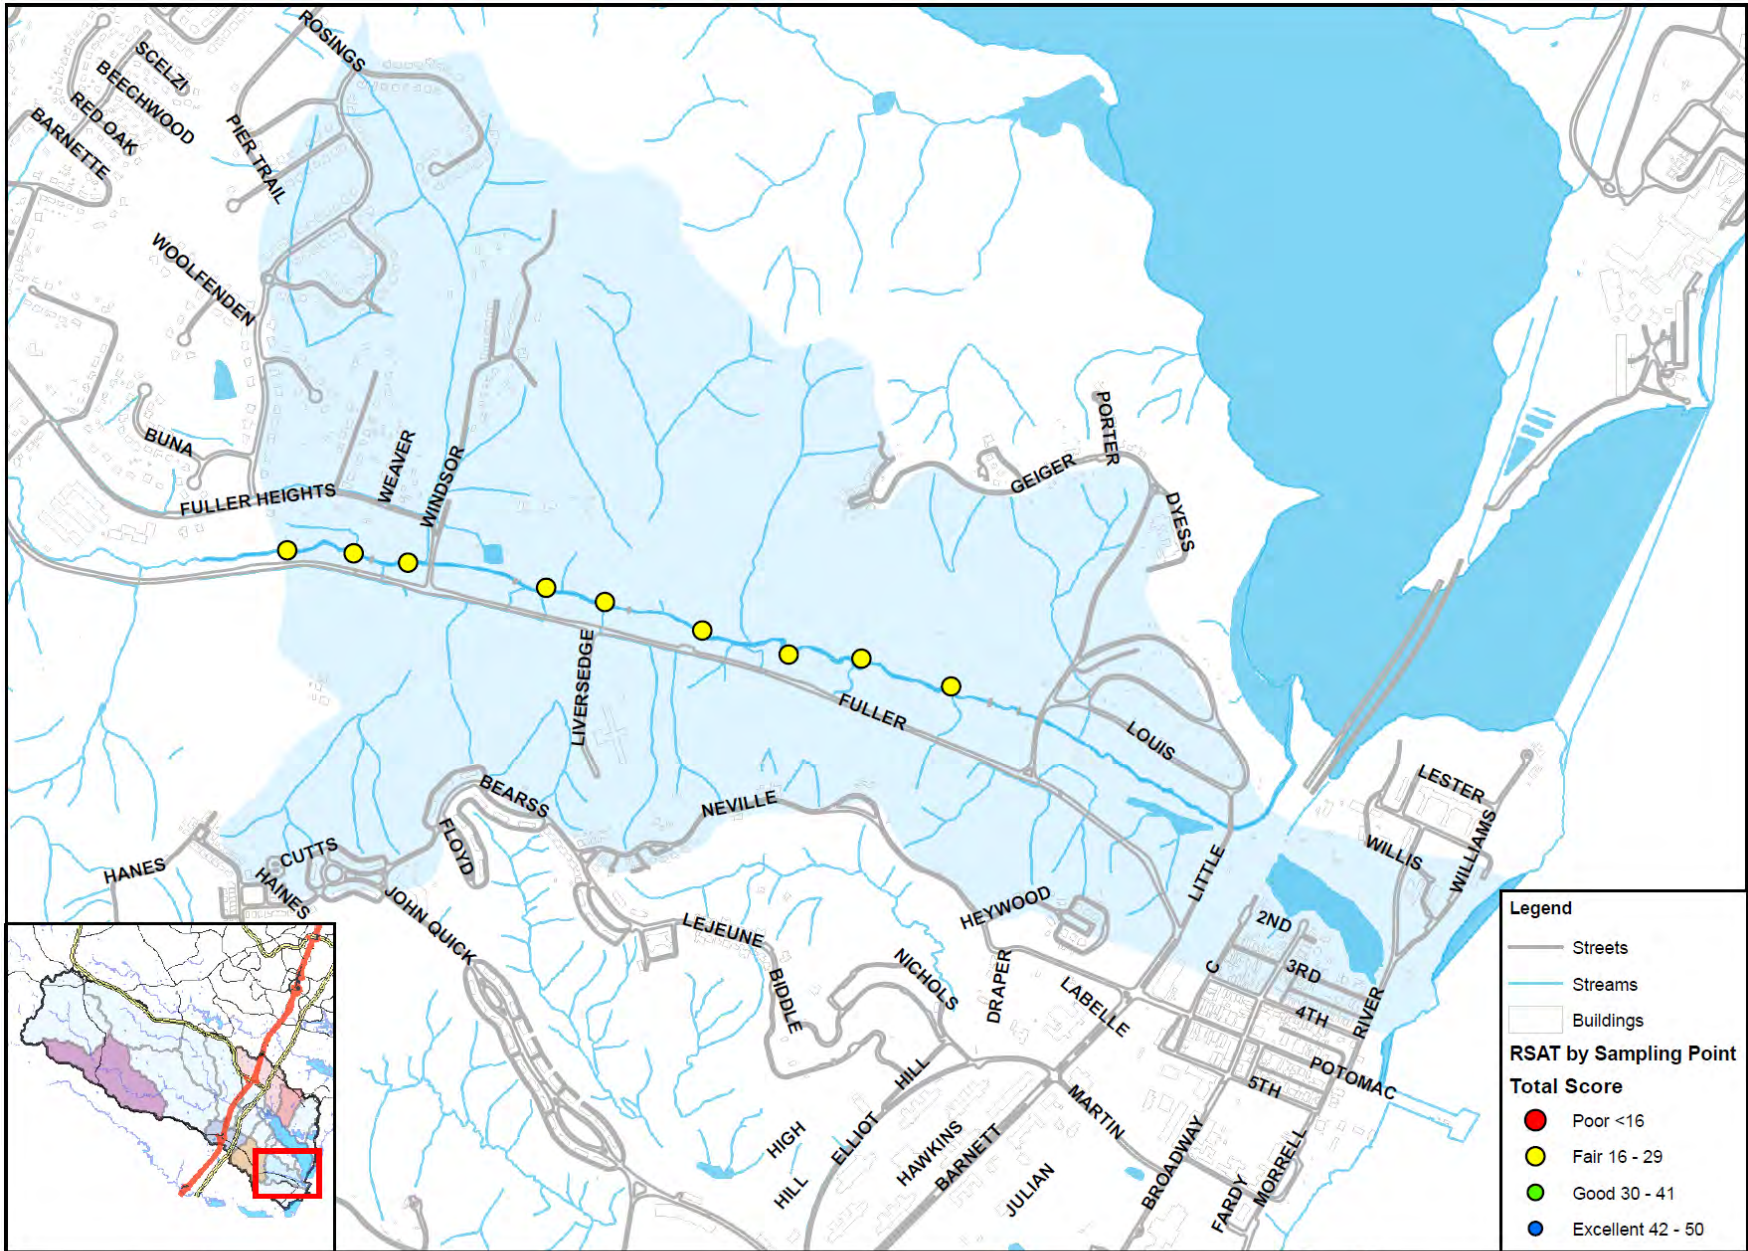 ROSINGS
SCELZI
BEECHWOOD
RED OAK
BARNETTE
PIER TRAIL
WOOLFENDEN
BUNA
FULLER HEIGHTS
WEAVER
WINDSOR
PORTER
GEIGER
DYESS
LIVERSEDGE
FULLER
LOUIS
LESTER
WILLIS
WILLIAMS
BEARSS
NEVILLE
FLOYD
HANES
CUTTS
HAINES
JOHN QUICK
LITTLE
HEYWOOD
LEJEUNE
2ND
3RD
C
4TH
RIVER
BIDDLE
NICHOLS
DRAPER
LABELLE
POTOMAC
5TH
HILL
MARTIN
HIGH
ELLIOT
HAWKINS
BARNETT
BROADWAY
MORRELL
HILL
JULIAN
FARDY
Legend
Streets
Streams
Buildings
RSAT by Sampling Point
Total Score
Poor <16
Fair 16 - 29
Good 30 - 41
Excellent 42 - 50